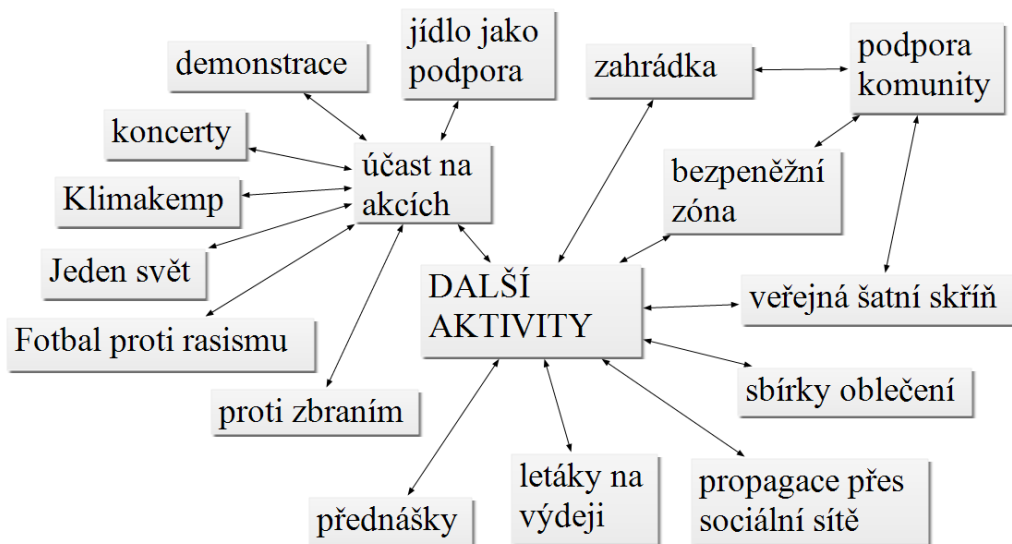 jídlo jako
podpora
demonstrace
zahrádka
podpora
komunity
koncerty
účast na
akcích
bezpeněžní
zóna
Klimakemp
Jeden svět
DALŠÍ
AKTIVITY
veřejná šatní skříň
Fotbal proti rasismu
sbírky oblečení
proti zbraním
letáky na
výdeji
propagace přes
sociální sítě
přednášky